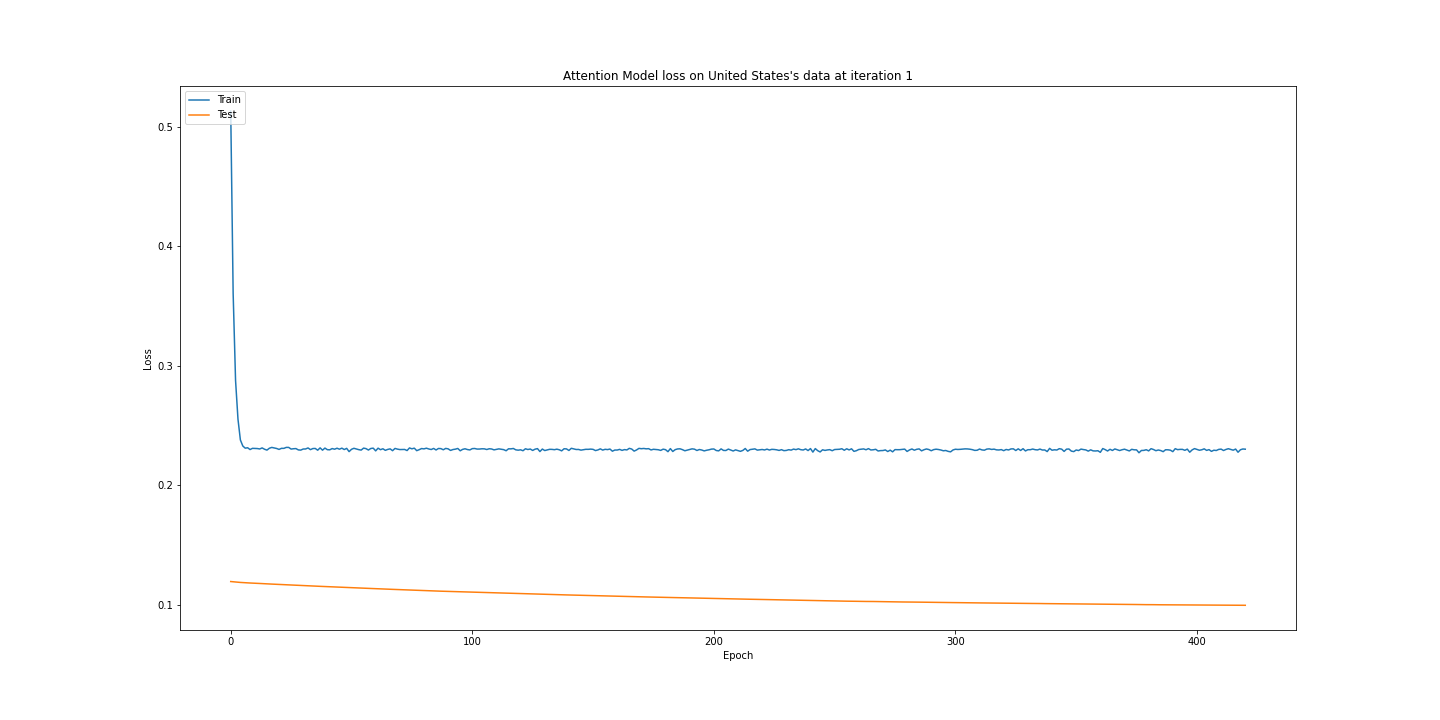 Attention Model loss on United States's data at iteration 1
Train
Test
0.5
0.4
0.3
0.2
0.1
Loss
0
100
200
300
400
Epoch